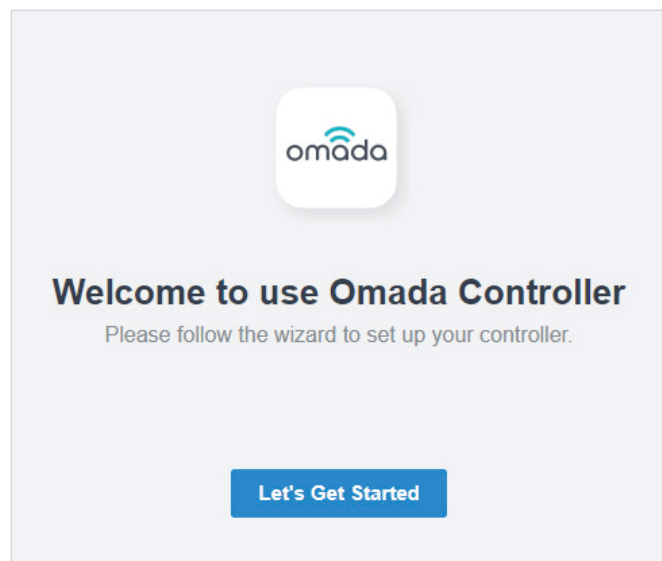 omada
Welcome to use Omada Controller
Please follow the wizard to set up your controller.
Let's Get Started